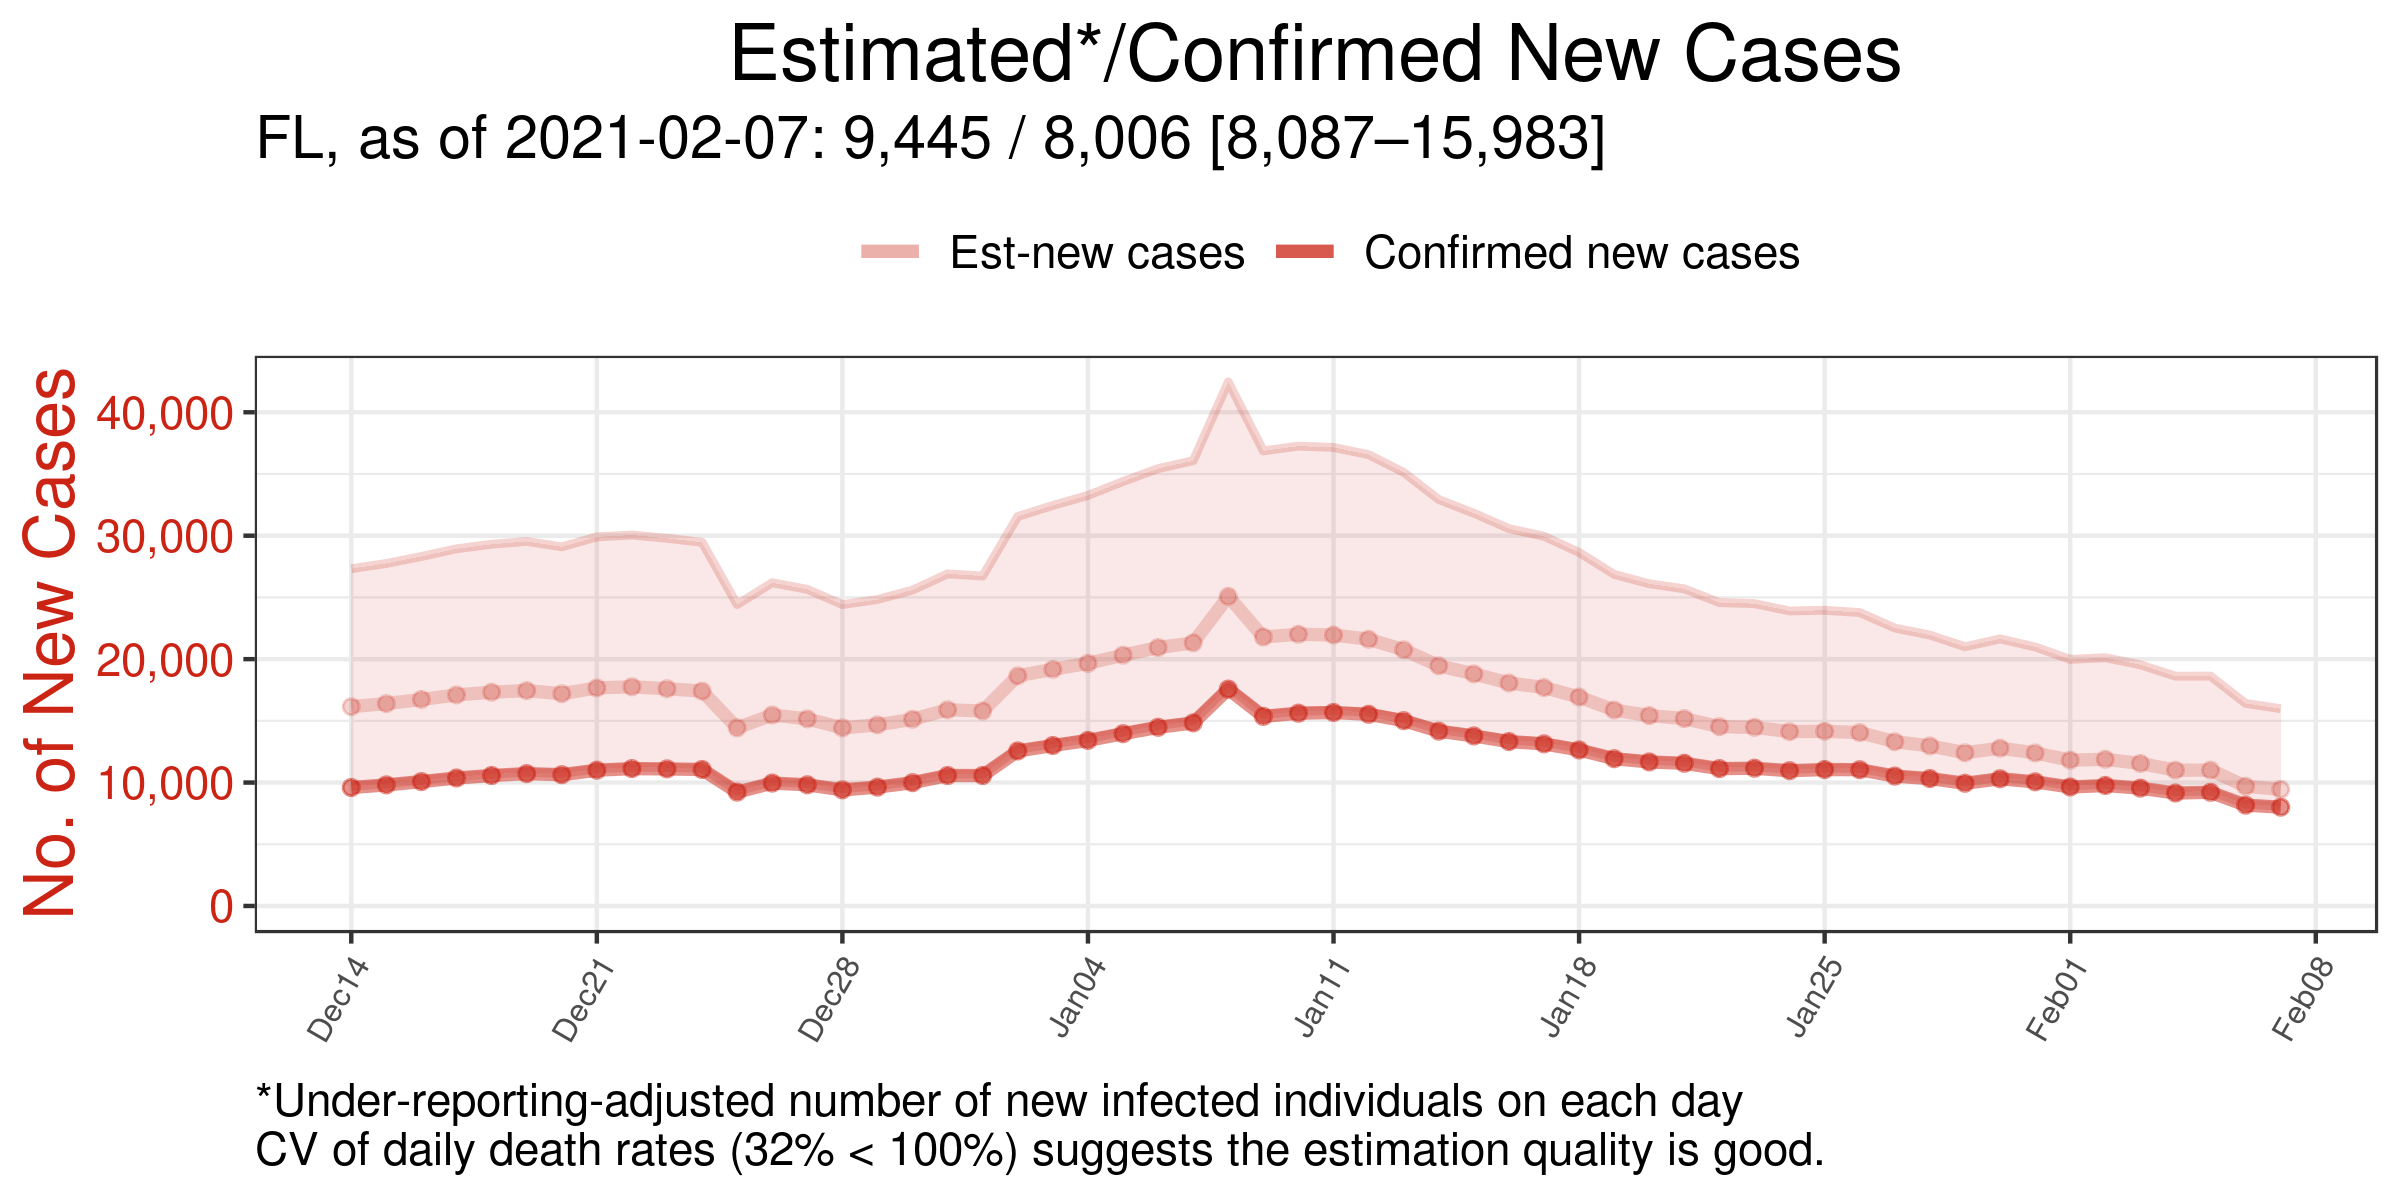 Estimated*/Confirmed New Cases
FL, as of 2021-02-07: 9,445 / 8,006 [8,087–15,983]
Est-new cases
Confirmed new cases
No. of New Cases
40,000
30,000
20,000
10,000
0
Dec14
Dec21
Dec28
Jan04
Jan11
Jan18
Jan25
Feb01
Feb08
*Under-reporting-adjusted number of new infected individuals on each day
CV of daily death rates (32% < 100%) suggests the estimation quality is good.